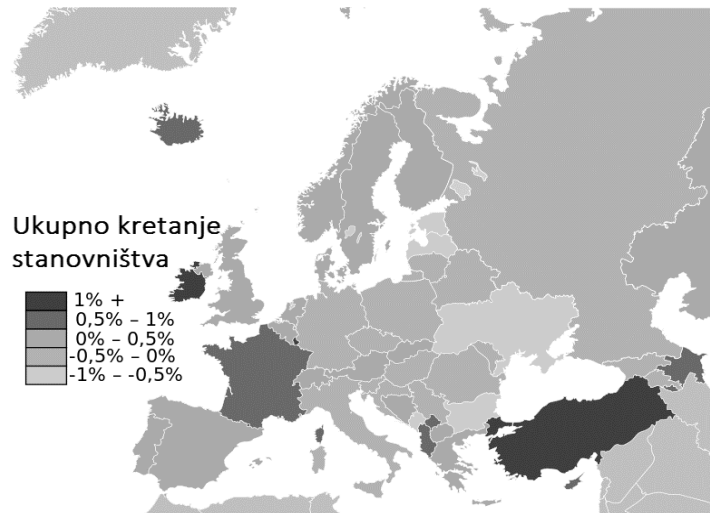 Ukupno kretanje
stanovništva
1% +
0,5% – 1%
0% – 0,5%
-0,5% – 0%
-1% – -0,5%